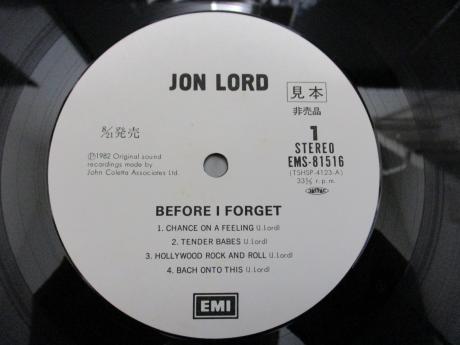 JON LORD
見本
非売品
8/21発売
1
STEREO
EMS-81516
(TSHSP-4123-A)
33⅓ r.p.m.
Ⓟ1982 Original sound
recordings made by
John Coletta Associates Ltd.
BEFORE I FORGET
1. CHANCE ON A FEELING (J. Lord)
2. TENDER BABES (J. Lord)
3. HOLLYWOOD ROCK AND ROLL (J. Lord)
4. BACH ONTO THIS (J. Lord)
EMI